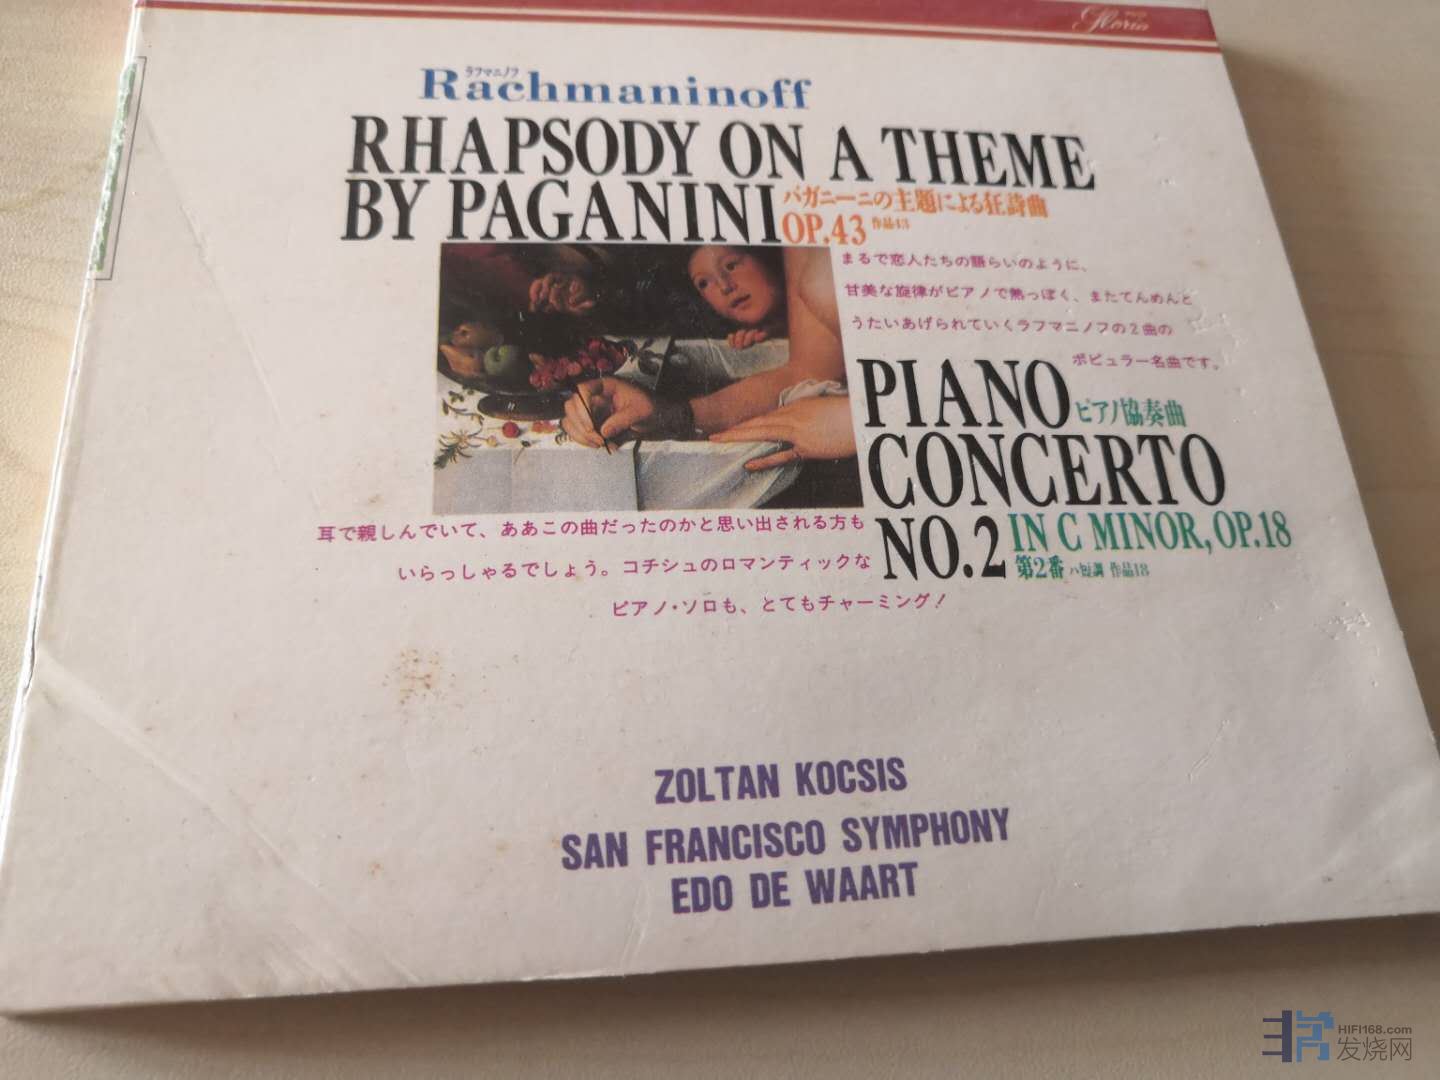 Gloria
ラフマニノフ
Rachmaninoff
RHAPSODY ON A THEME
BY PAGANINI
パガニーニの主題による狂詩曲
OP.43 作品43
まるで恋人たちの語らいのように、
甘美な旋律がピアノで熱っぽく、またてんめんと
うたいあげられていくラフマニノフの2曲の
ポピュラー名曲です。
PIANO ピアノ協奏曲
CONCERTO
NO.2 IN C MINOR, OP.18
第2番 ハ短調 作品18
耳で親しんでいて、ああこの曲だったのかと思い出される方も
いらっしゃるでしょう。コチシュのロマンティックな
ピアノ・ソロも、とてもチャーミング!
ZOLTAN KOCSIS
SAN FRANCISCO SYMPHONY
EDO DE WAART
HIFI168.com
发烧网